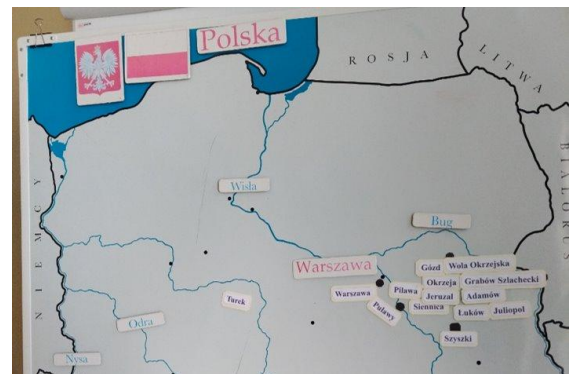 Polska
ROSJA
LITWA
BIAŁORUŚ
NIEMCY
Wisła
Bug
Warszawa
Gózd
Wola Okrzejska
Okrzeja
Grabów Szlachecki
Warszawa
Piława
Jeruzal
Adamów
Puławy
Siennica
Łuków
Juliopol
Turek
Odra
Szyszki
Nysa